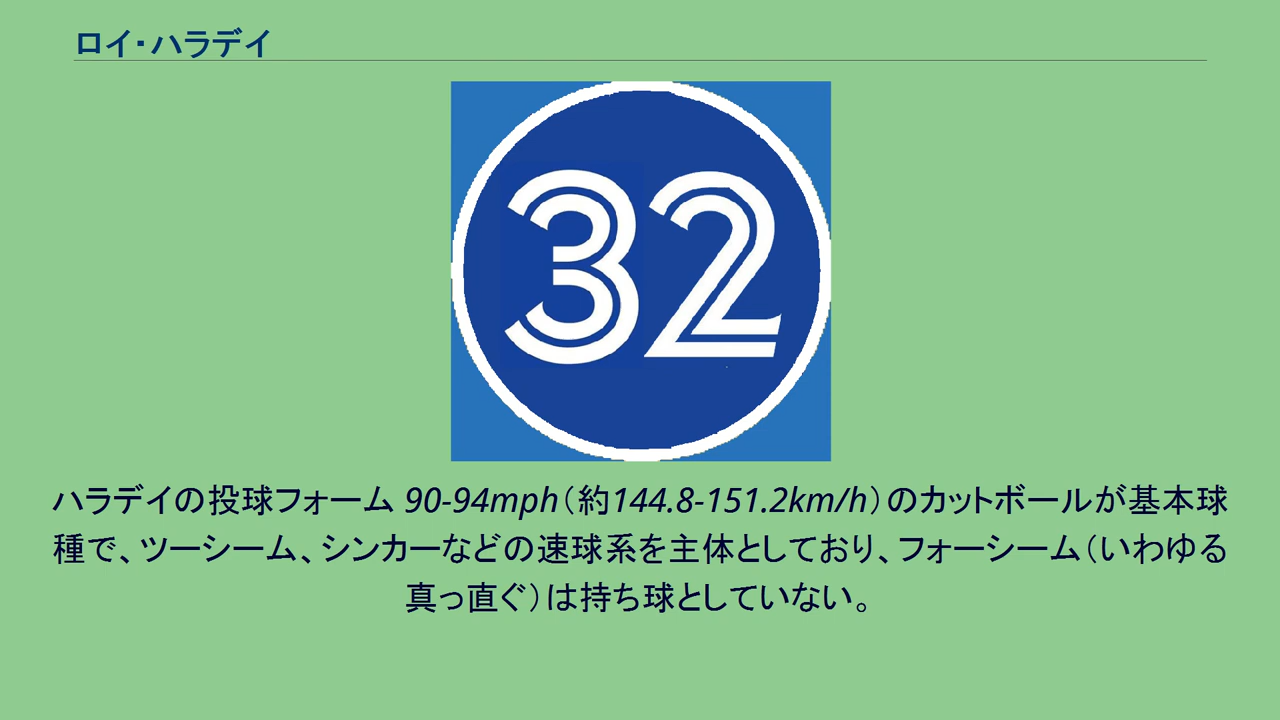 ロイ・ハラデイ
32
ハラデイの投球フォーム 90-94mph（約144.8-151.2km/h）のカットボールが基本球
種で、ツーシーム、シンカーなどの速球系を主体としており、フォーシーム（いわゆる
真っ直ぐ）は持ち球としていない。